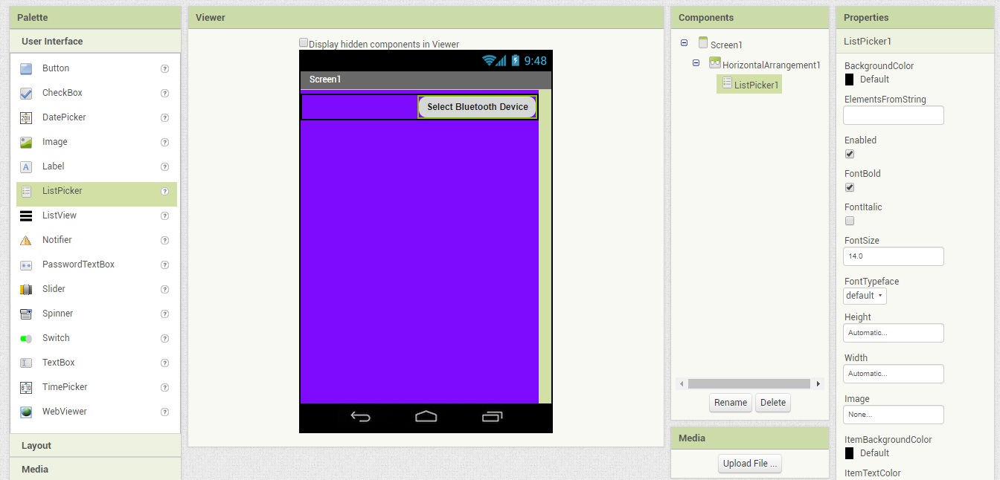 Palette
User Interface
Button
CheckBox
DatePicker
Image
Label
ListPicker
ListView
Notifier
PasswordTextBox
Slider
Spinner
Switch
TextBox
TimePicker
WebViewer
Layout
Media
Viewer
Display hidden components in Viewer
9:48
Screen1
Select Bluetooth Device
Components
Screen1
HorizontalArrangement1
ListPicker1
Rename Delete
Media
Upload File ...
Properties
ListPicker1
BackgroundColor
Default
ElementsFromString
Enabled
FontBold
FontItalic
FontSize
14.0
FontTypeface
default
Height
Automatic...
Width
Automatic...
Image
None...
ItemBackgroundColor
Default
ItemTextColor